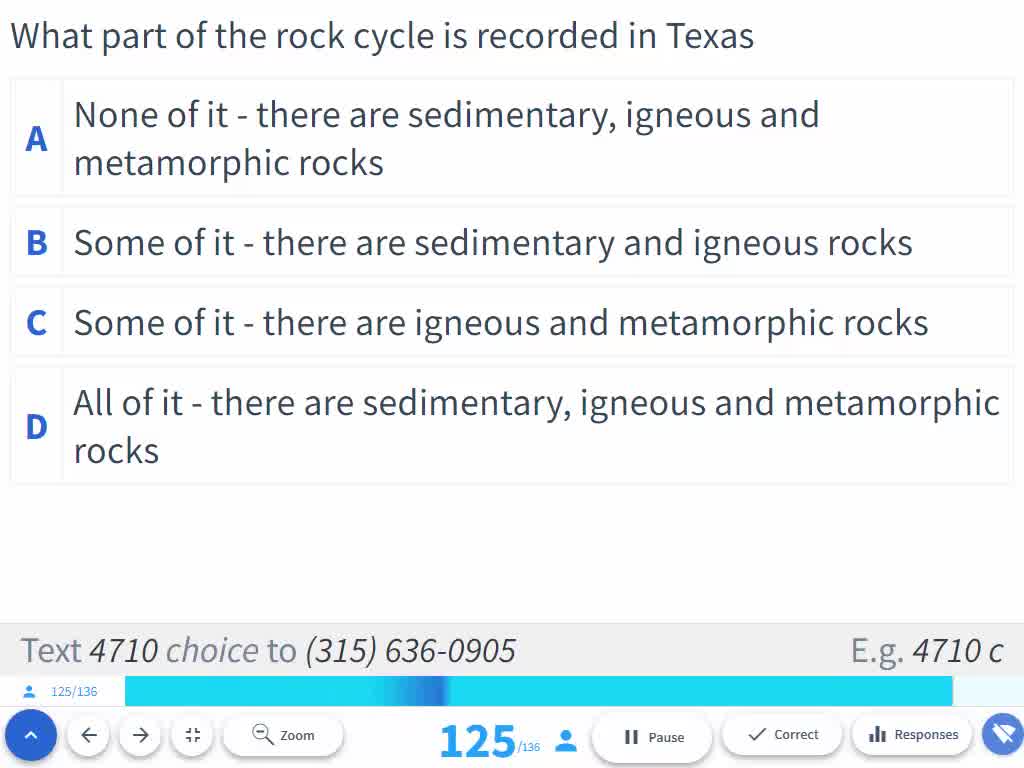 What part of the rock cycle is recorded in Texas
A
None of it - there are sedimentary, igneous and
metamorphic rocks
B
Some of it - there are sedimentary and igneous rocks
C
Some of it - there are igneous and metamorphic rocks
D
All of it - there are sedimentary, igneous and metamorphic
rocks
Text 4710 choice to (315) 636-0905
E.g. 4710 c
125/136
Zoom
125/136
Pause
Correct
Responses